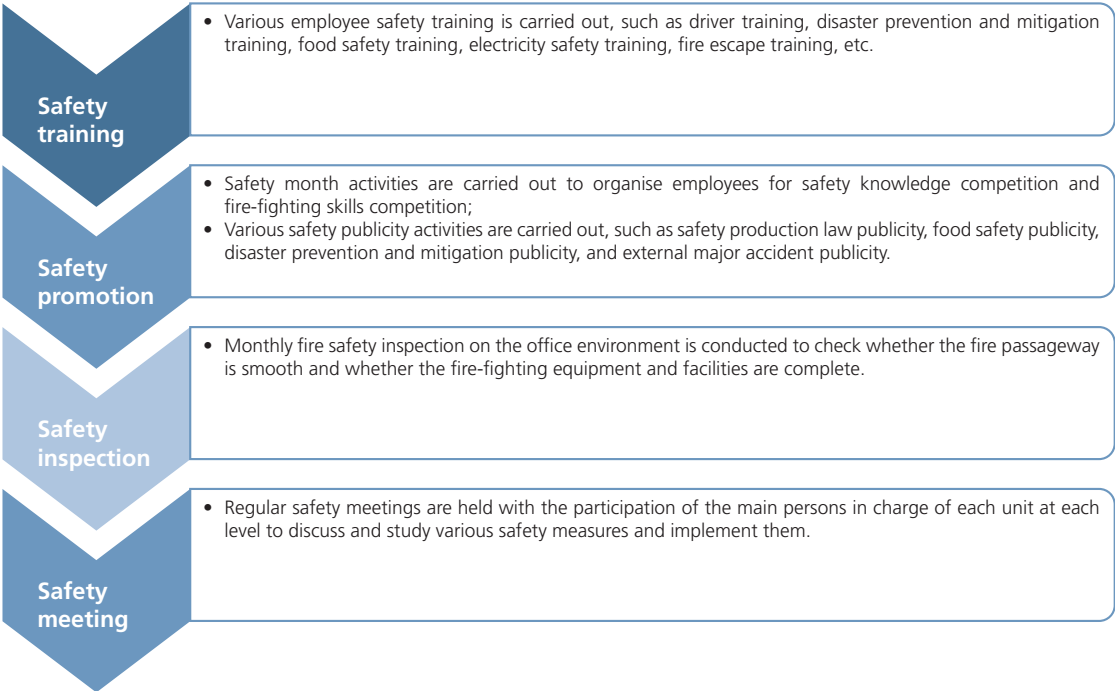 Safety
training
• Various employee safety training is carried out, such as driver training, disaster prevention and mitigation
training, food safety training, electricity safety training, fire escape training, etc.
Safety
promotion
• Safety month activities are carried out to organise employees for safety knowledge competition and
fire-fighting skills competition;
• Various safety publicity activities are carried out, such as safety production law publicity, food safety publicity,
disaster prevention and mitigation publicity, and external major accident publicity.
Safety
inspection
• Monthly fire safety inspection on the office environment is conducted to check whether the fire passageway
is smooth and whether the fire-fighting equipment and facilities are complete.
Safety
meeting
• Regular safety meetings are held with the participation of the main persons in charge of each unit at each
level to discuss and study various safety measures and implement them.